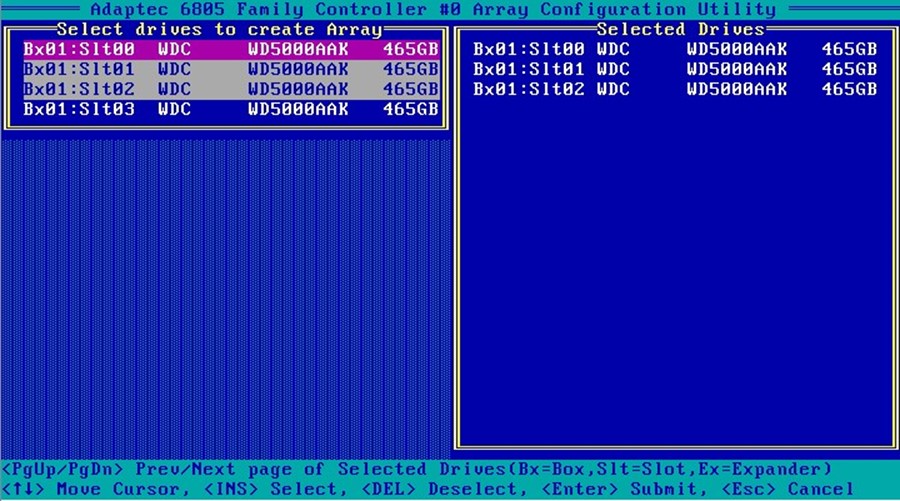 Adaptec 6805 Family Controller #0 Array Configuration Utility
Select drives to create Array
Bx01:Slt00 WDC WD5000AAK 465GB
Bx01:Slt01 WDC WD5000AAK 465GB
Bx01:Slt02 WDC WD5000AAK 465GB
Bx01:Slt03 WDC WD5000AAK 465GB
Selected Drives
Bx01:Slt00 WDC WD5000AAK 465GB
Bx01:Slt01 WDC WD5000AAK 465GB
Bx01:Slt02 WDC WD5000AAK 465GB
<PgUp/PgDn> Prev/Next page of Selected Drives(Bx=Box,Slt=Slot,Ex=Expander)
<↑↓> Move Cursor, <INS> Select, <DEL> Deselect, <Enter> Submit, <Esc> Cancel